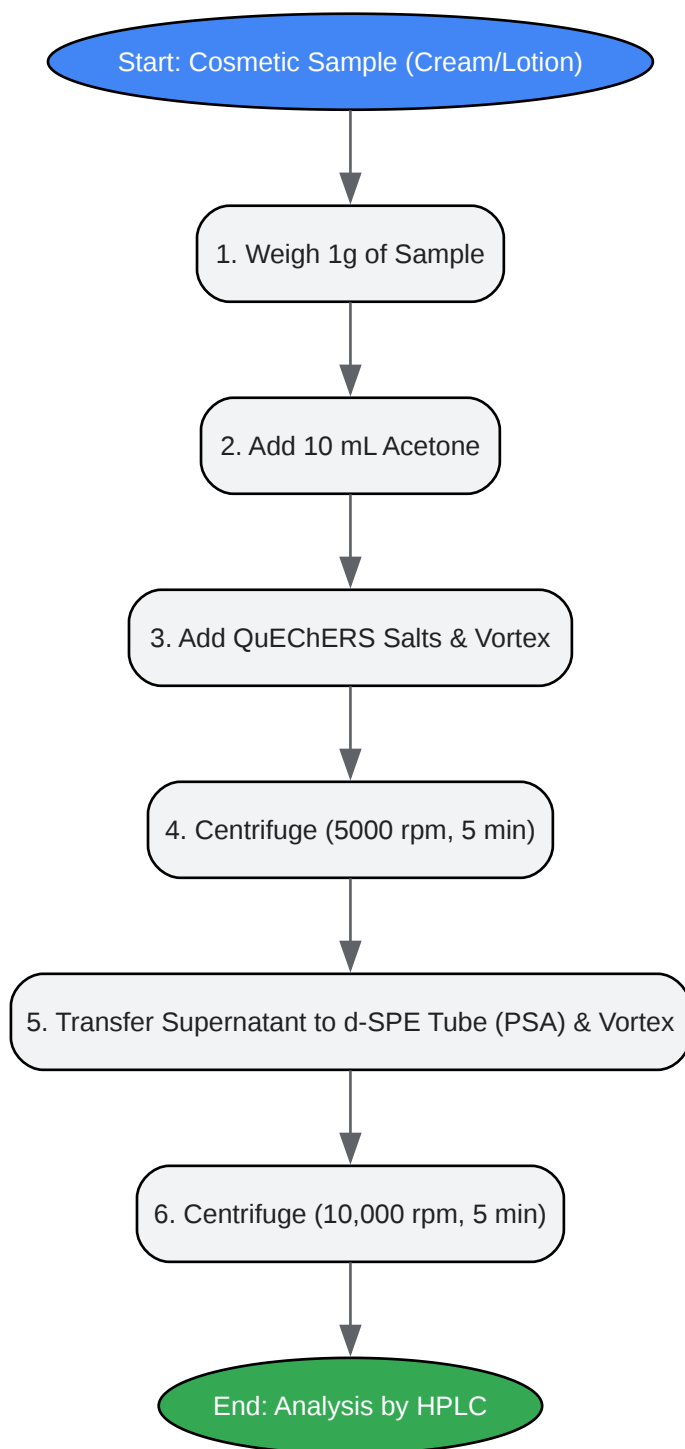 Start: Cosmetic Sample (Cream/Lotion)
1. Weigh 1g of Sample
2. Add 10 mL Acetone
3. Add QuEChERS Salts & Vortex
4. Centrifuge (5000 rpm, 5 min)
5. Transfer Supernatant to d-SPE Tube (PSA) & Vortex
6. Centrifuge (10,000 rpm, 5 min)
End: Analysis by HPLC